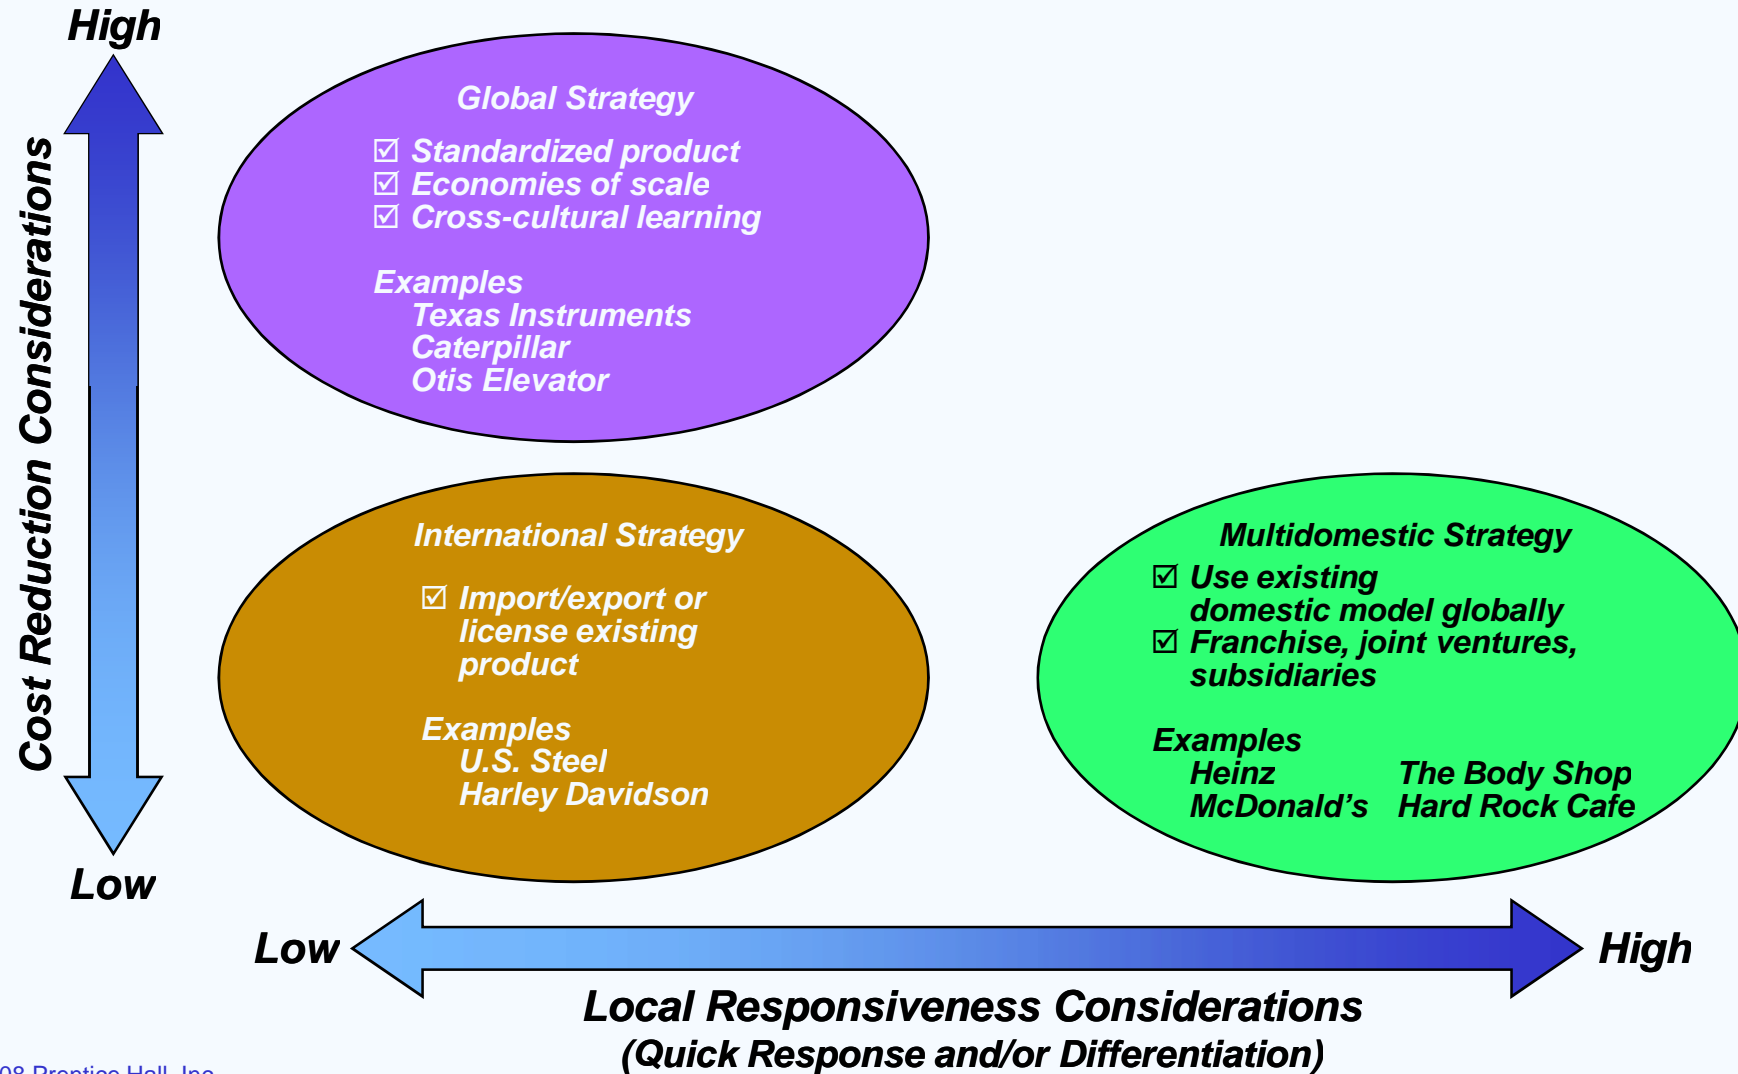 High
Cost Reduction Considerations
Low
Global Strategy
☑ Standardized product
☑ Economies of scale
☑ Cross-cultural learning
Examples
Texas Instruments
Caterpillar
Otis Elevator
International Strategy
☑ Import/export or
license existing
product
Examples
U.S. Steel
Harley Davidson
Multidomestic Strategy
☑ Use existing
domestic model globally
☑ Franchise, joint ventures,
subsidiaries
Examples
Heinz The Body Shop
McDonald's Hard Rock Cafe
Low
High
Local Responsiveness Considerations
(Quick Response and/or Differentiation)
08 Prentice Hall, Inc